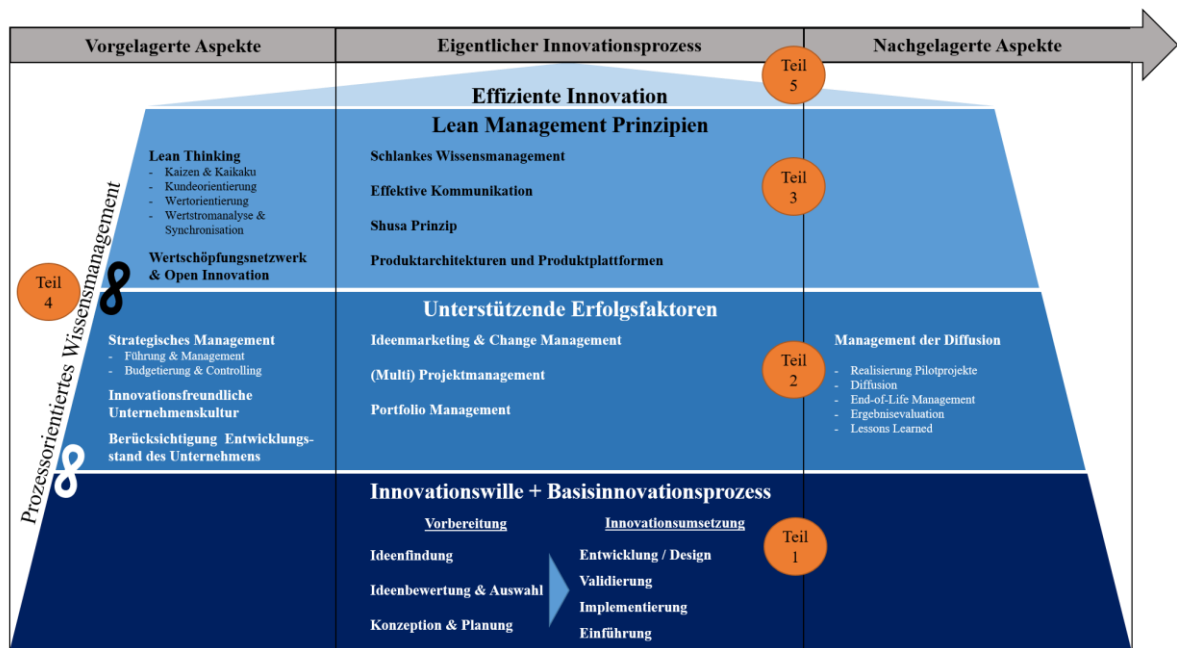 Vorgelagerte Aspekte
Eigentlicher Innovationsprozess
Nachgelagerte Aspekte
Teil
5
Effiziente Innovation
Lean Management Prinzipien
Lean Thinking
- Kaizen & Kaikaku
- Kundeorientierung
- Wertorientierung
- Wertstromanalyse &
Synchronisation
Wertschöpfungsnetzwerk
& Open Innovation
Schlankes Wissensmanagement
Effektive Kommunikation
Shusa Prinzip
Produktarchitekturen und Produktplattformen
Teil
3
Prozessorientiertes Wissensmanagement
Teil
4
8
8
Unterstützende Erfolgsfaktoren
Strategisches Management
- Führung & Management
- Budgetierung & Controlling
Innovationsfreundliche
Unternehmenskultur
Berücksichtigung Entwicklungs-
stand des Unternehmens
Ideenmarketing & Change Management
(Multi) Projektmanagement
Portfolio Management
Teil
2
Management der Diffusion
- Realisierung Pilotprojekte
- Diffusion
- End-of-Life Management
- Ergebnisevaluation
- Lessons Learned
Innovationswille + Basisinnovationsprozess
Vorbereitung
Ideenfindung
Ideenbewertung & Auswahl
Konzeption & Planung
Innovationsumsetzung
Entwicklung / Design
Validierung
Implementierung
Einführung
Teil
1